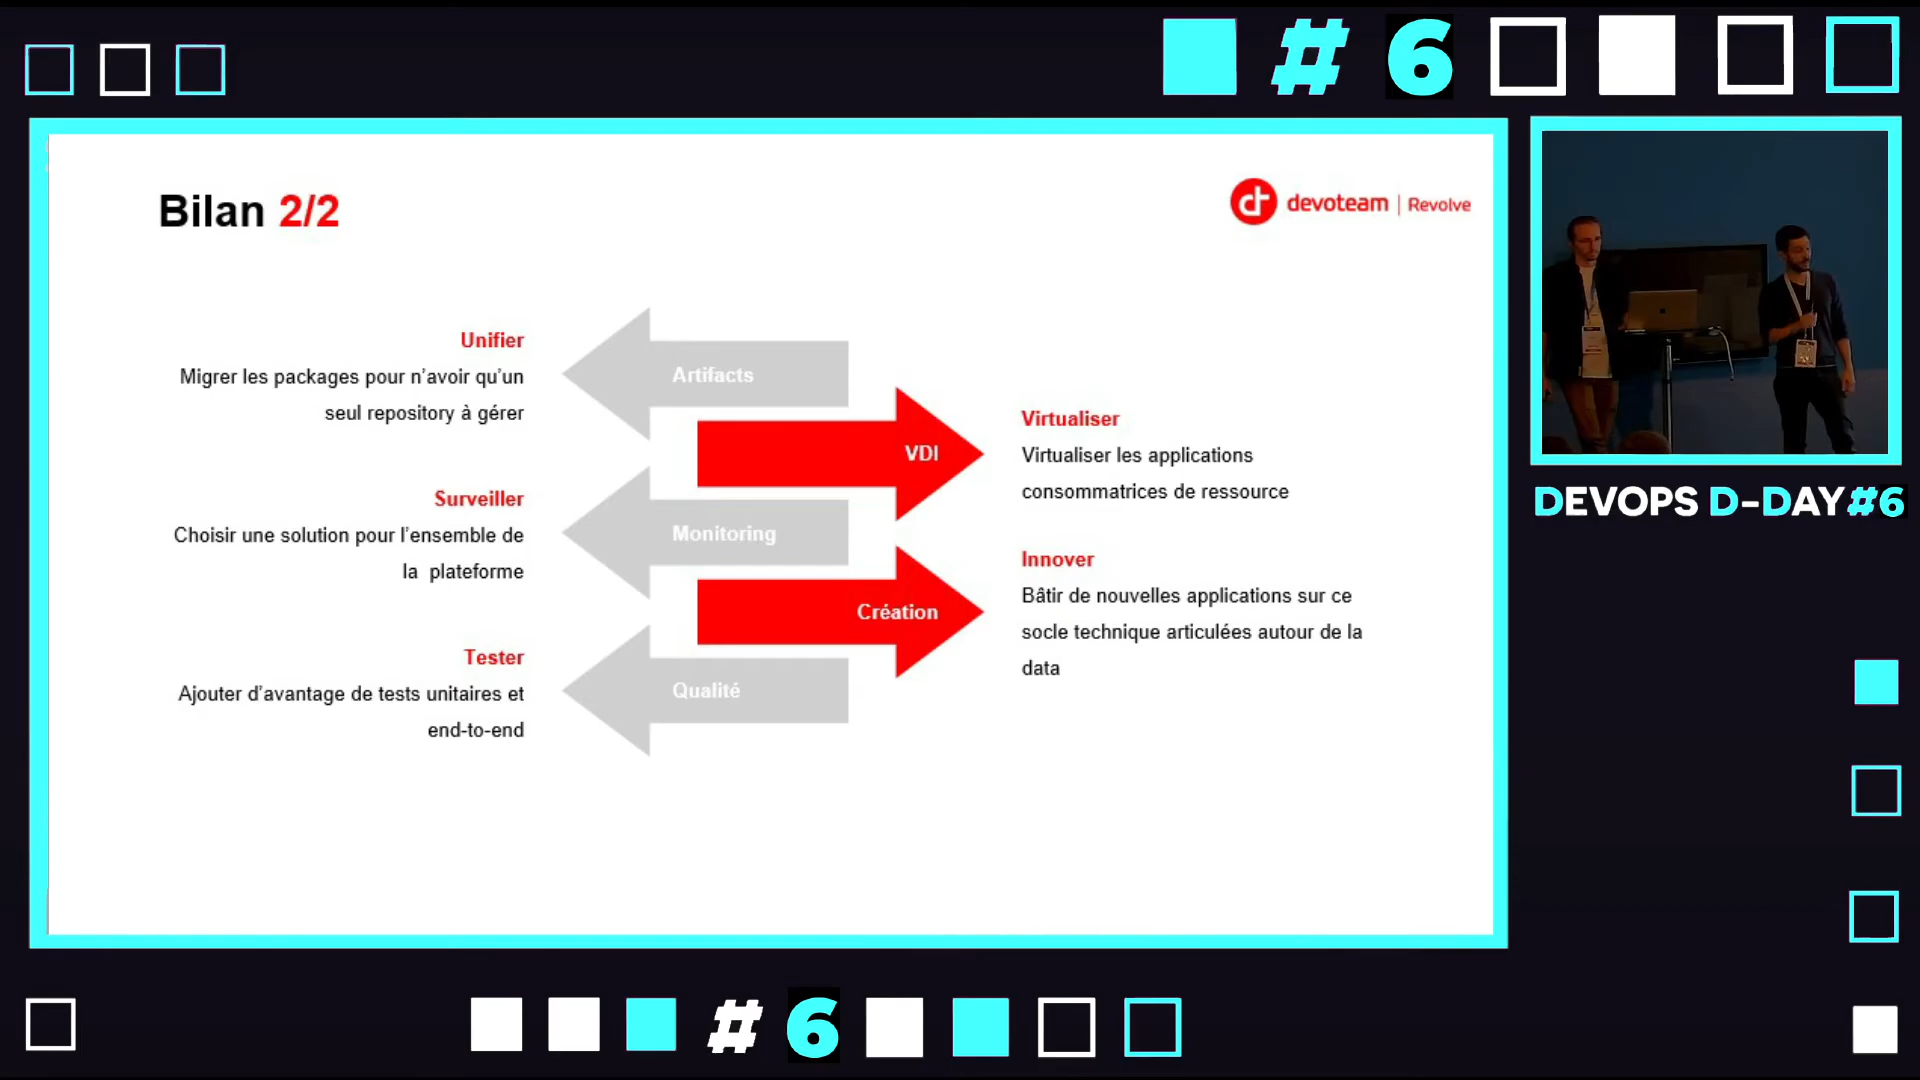 # 6
Bilan 2/2
devoteam | Revolve
Unifier
Migrer les packages pour n'avoir qu'un
seul repository à gérer
Artifacts
VDI
Virtualiser
Virtualiser les applications
consommatrices de ressource
Surveiller
Choisir une solution pour l'ensemble de
la plateforme
Monitoring
Création
Innover
Bâtir de nouvelles applications sur ce
socle technique articulées autour de la
data
Tester
Ajouter d'avantage de tests unitaires et
end-to-end
Qualité
DEVOPS D-DAY #6
# 6